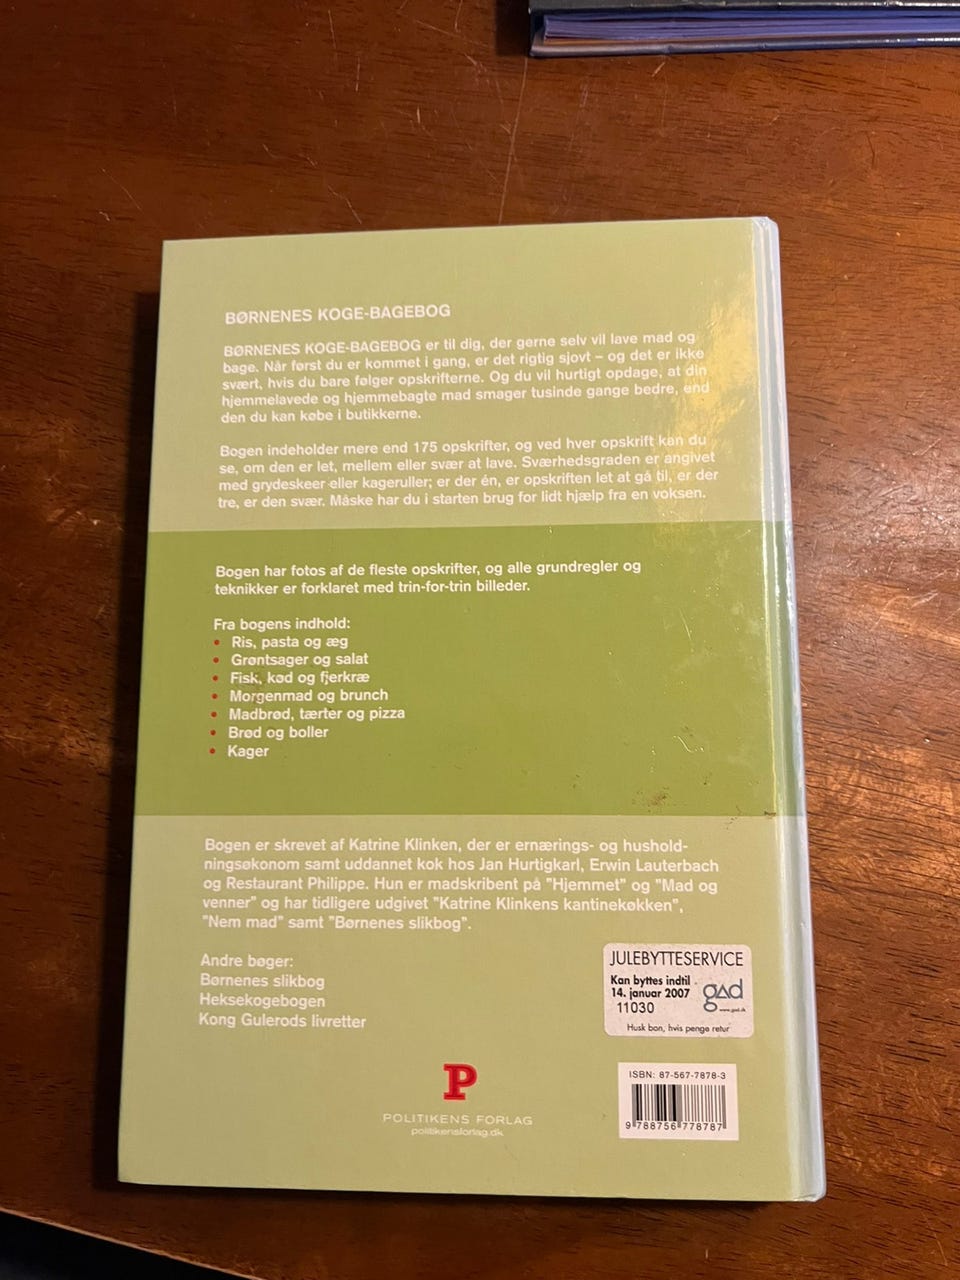 BØRNENES KOGE-BAGEBOG
BØRNENES KOGE-BAGEBOG er til dig, der gerne selv vil lave mad og
bage. Når først du er kommet i gang, er det rigtig sjovt – og det er ikke
svært, hvis du bare følger opskrifterne. Og du vil hurtigt opdage, at din
hjemmelavede og hjemmebagte mad smager tusinde gange bedre, end
den du kan købe i butikkerne.
Bogen indeholder mere end 175 opskrifter, og ved hver opskrift kan du
se, om den er let, mellem eller svær at lave. Sværhedsgraden er angivet
med grydeskeer eller kageruller; er der én, er opskriften let at gå til, er der
tre, er den svær. Måske har du i starten brug for lidt hjælp fra en voksen.
Bogen har fotos af de fleste opskrifter, og alle grundregler og
teknikker er forklaret med trin-for-trin billeder.
Fra bogens indhold:
• Ris, pasta og æg
• Grøntsager og salat
• Fisk, kød og fjerkræ
• Morgenmad og brunch
• Madbrød, tærter og pizza
• Brød og boller
• Kager
Bogen er skrevet af Katrine Klinken, der er ernærings- og hushold-
ningsøkonom samt uddannet kok hos Jan Hurtigkarl, Erwin Lauterbach
og Restaurant Philippe. Hun er madskribent på "Hjemmet" og "Mad og
venner" og har tidligere udgivet "Katrine Klinkens kantinekøkken",
"Nem mad" samt "Børnenes slikbog".
Andre bøger:
Børnenes slikbog
Heksekogebogen
Kong Gulerods livretter
JULEBYTTESERVICE
Kan byttes indtil
14. januar 2007
11030
gad
www.gad.dk
Husk bon, hvis penge retur
P
POLITIKENS FORLAG
politikensforlag.dk
ISBN: 87-567-7878-3
9 788756 778787